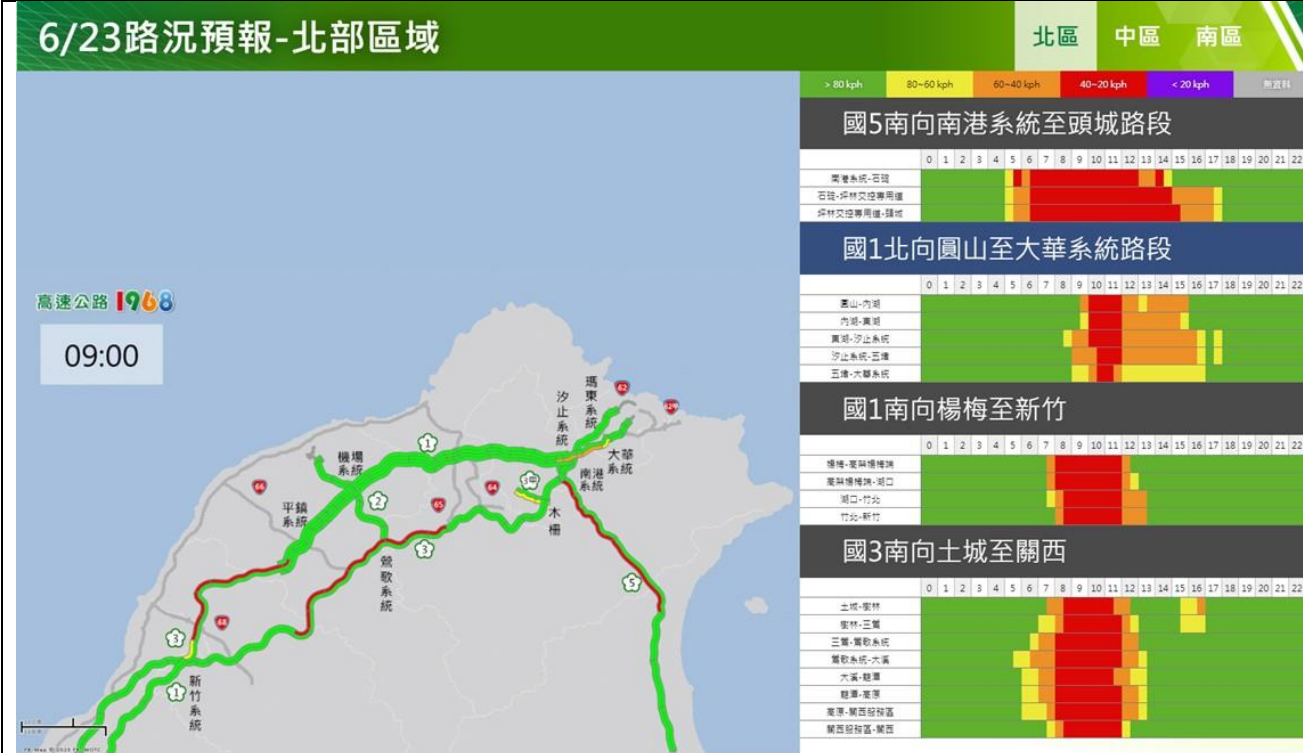 6/23路況預報-北部區域
北區 中區 南區
> 80 kph 80~60 kph 60~40 kph 40~20 kph < 20 kph 無資料
國5南向南港系統至頭城路段
0 1 2 3 4 5 6 7 8 9 10 11 12 13 14 15 16 17 18 19 20 21 22
南港系統-石碇
石碇-坪林交控專用道
坪林交控專用道-頭城
國1北向圓山至大華系統路段
0 1 2 3 4 5 6 7 8 9 10 11 12 13 14 15 16 17 18 19 20 21 22
圓山-內湖
內湖-東湖
東湖-汐止系統
汐止系統-五堵
五堵-大華系統
國1南向楊梅至新竹
0 1 2 3 4 5 6 7 8 9 10 11 12 13 14 15 16 17 18 19 20 21 22
楊梅-高架楊梅端
高架楊梅端-湖口
湖口-竹北
竹北-新竹
國3南向土城至關西
0 1 2 3 4 5 6 7 8 9 10 11 12 13 14 15 16 17 18 19 20 21 22
土城-樹林
樹林-三鶯
三鶯-鶯歌系統
鶯歌系統-大溪
大溪-龍潭
龍潭-高原
高原-關西服務區
關西服務區-關西
高速公路1968
09:00
瑪東系統
汐止系統
大華系統
南港系統
木柵
機場系統
平鎮系統
鶯歌系統
新竹系統
62
62甲
1
3甲
64
66
2
65
3
5
68
3
1